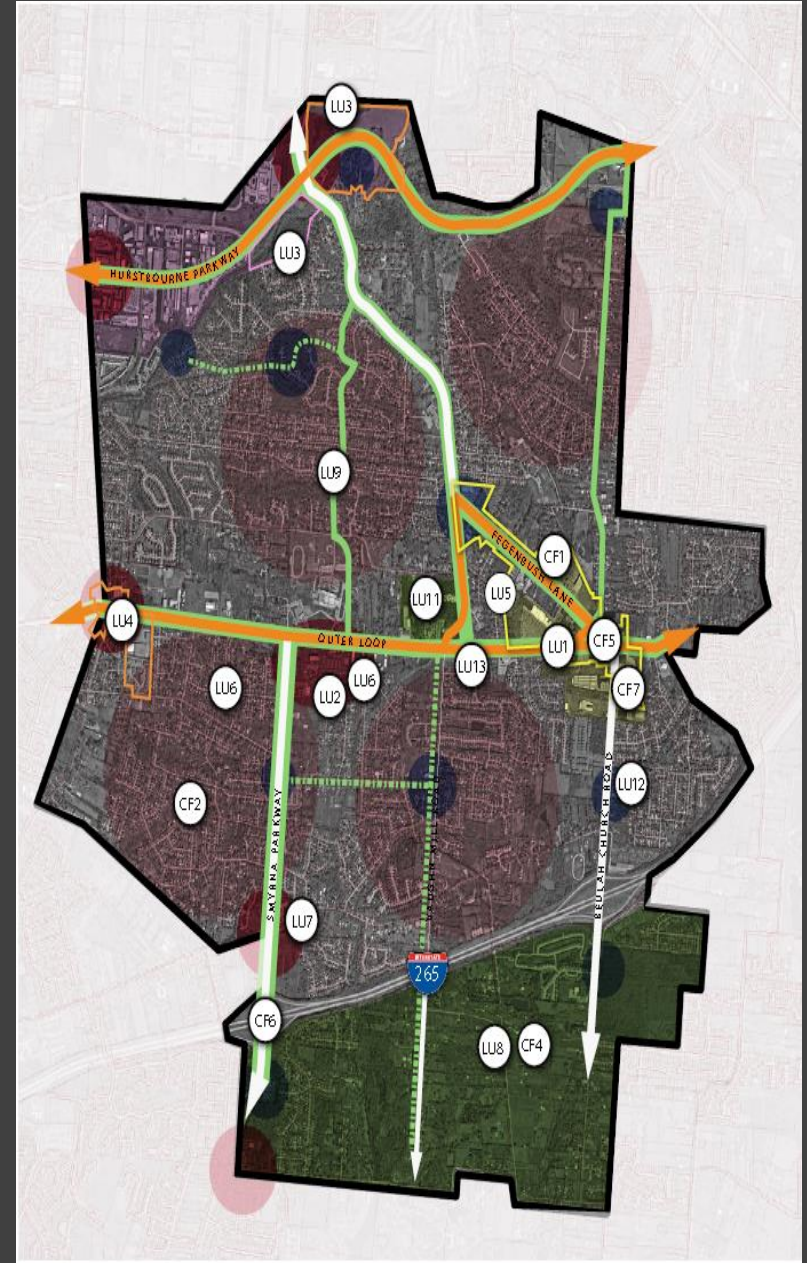 LU3
HURSTBOURNE PARKWAY
LU3
LU9
FEGENBUSH LANE
CF1
LU11
LU5
LU4
OUTER LOOP
LU1
CF5
LU13
LU6
LU2
LU6
CF7
CF2
SMYRNA PARKWAY
LU12
BEULAH CHURCH ROAD
LU7
INTERSTATE
265
CF6
LU8
CF4